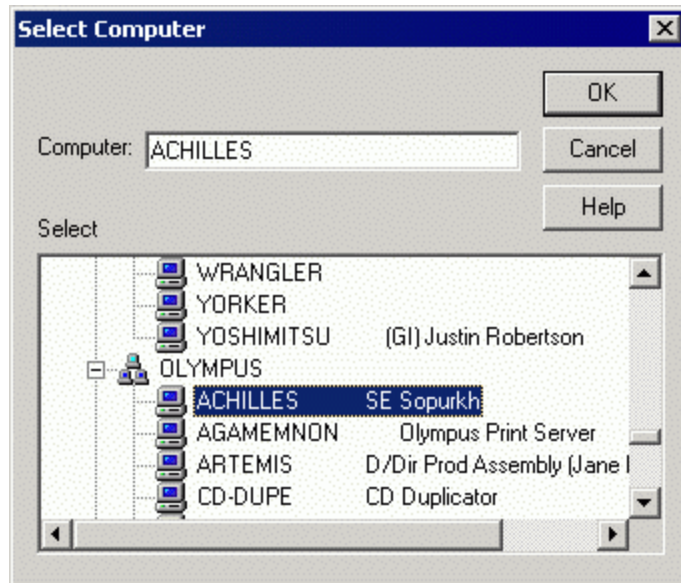 Select Computer
OK
Computer: ACHILLES
Cancel
Help
Select
WRANGLER
YORKER
YOSHIMITSU (GI) Justin Robertson
OLYMPUS
ACHILLES SE Sopurkh
AGAMEMNON Olympus Print Server
ARTEMIS D/Dir Prod Assembly (Jane
CD-DUPE CD Duplicator